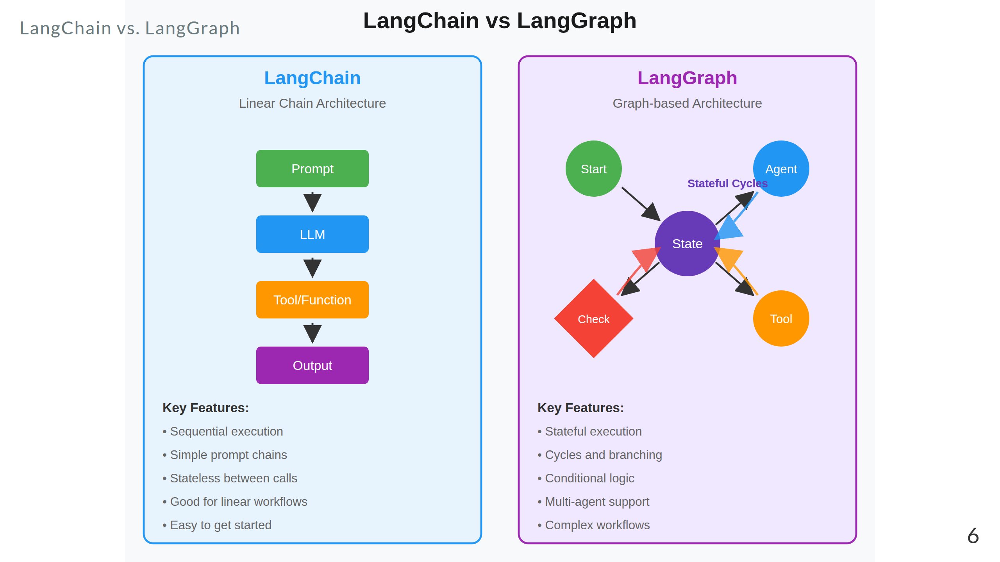 LangChain vs. LangGraph
LangChain vs LangGraph
LangChain
Linear Chain Architecture
Prompt
LLM
Tool/Function
Output
Key Features:
• Sequential execution
• Simple prompt chains
• Stateless between calls
• Good for linear workflows
• Easy to get started
LangGraph
Graph-based Architecture
Start
Agent
Stateful Cycles
State
Check
Tool
Key Features:
• Stateful execution
• Cycles and branching
• Conditional logic
• Multi-agent support
• Complex workflows
6